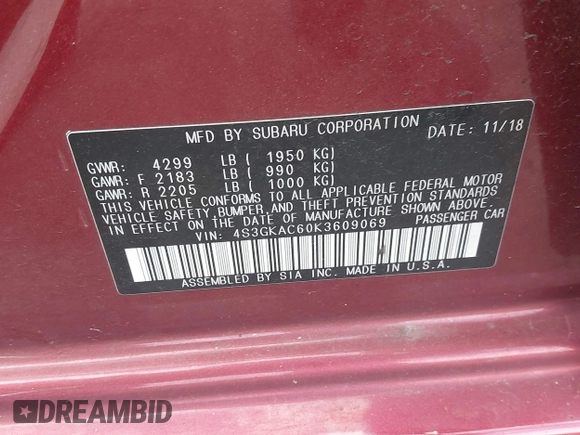 MFD BY SUBARU CORPORATION DATE: 11/18
GVWR: 4299 LB ( 1950 KG)
GAWR: F 2183 LB ( 990 KG)
GAWR: R 2205 LB ( 1000 KG)
THIS VEHICLE CONFORMS TO ALL APPLICABLE FEDERAL MOTOR
VEHICLE SAFETY, BUMPER, AND THEFT PREVENTION STANDARDS
IN EFFECT ON THE DATE OF MANUFACTURE SHOWN ABOVE.
VIN: 4S3GKAC60K3609069 PASSENGER CAR
ASSEMBLED BY SIA INC. MADE IN U.S.A.
DREAMBID